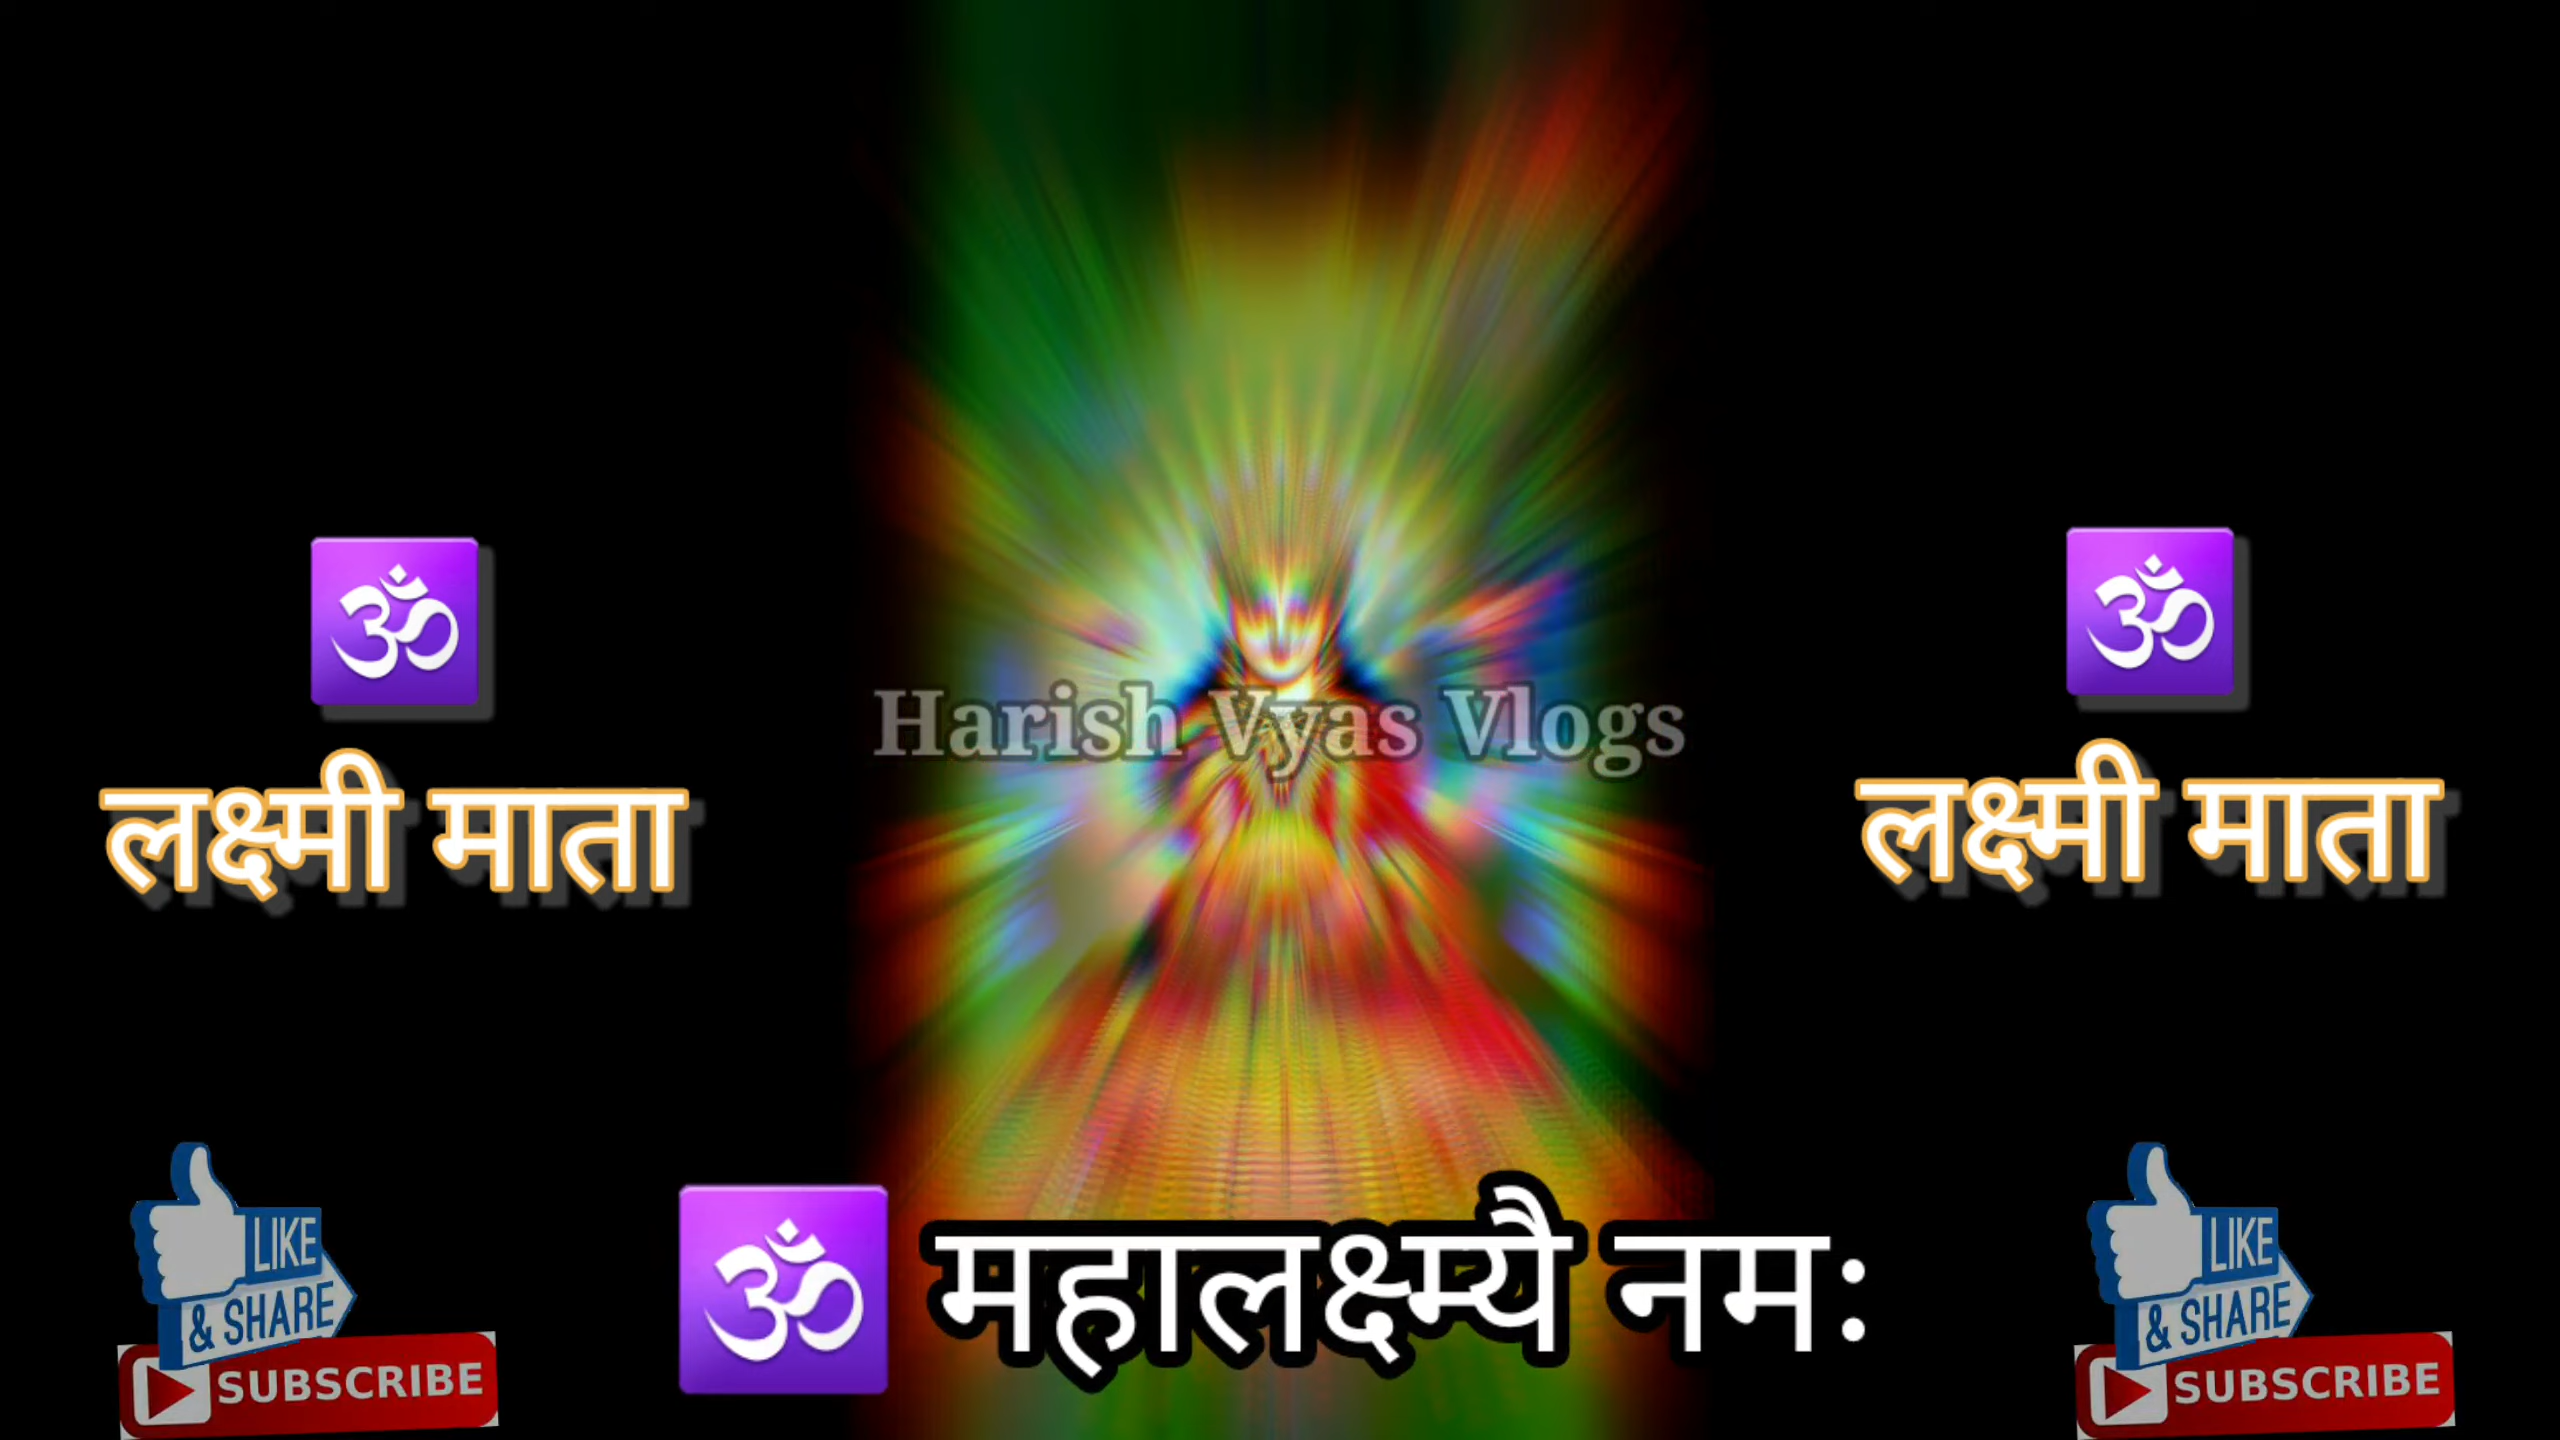 ॐ
ॐ
Harish Vyas Vlogs
लक्ष्मी माता
लक्ष्मी माता
ॐ महालक्ष्म्यै नमः
LIKE
& SHARE
SUBSCRIBE
LIKE
& SHARE
SUBSCRIBE